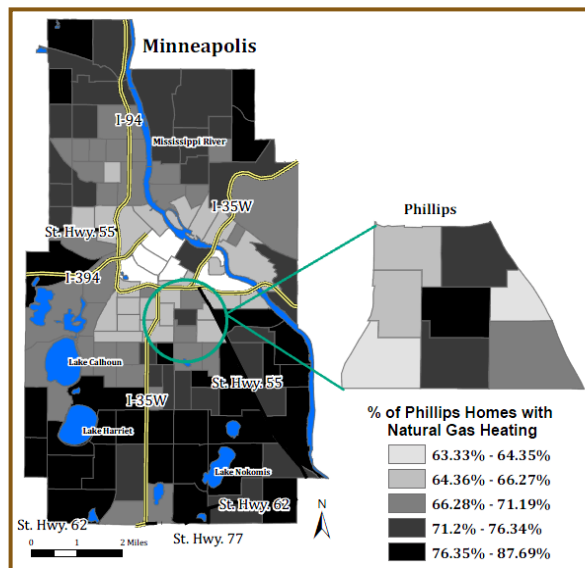 Minneapolis
I-94
Mississippi River
I-35W
St. Hwy. 55
I-394
Phillips
Lake Calhoun
St. Hwy. 55
I-35W
Lake Harriet
Lake Nokomis
St. Hwy. 62
St. Hwy. 62
St. Hwy. 77
N
0 1 2 Miles
% of Phillips Homes with
Natural Gas Heating
63.33% - 64.35%
64.36% - 66.27%
66.28% - 71.19%
71.2% - 76.34%
76.35% - 87.69%